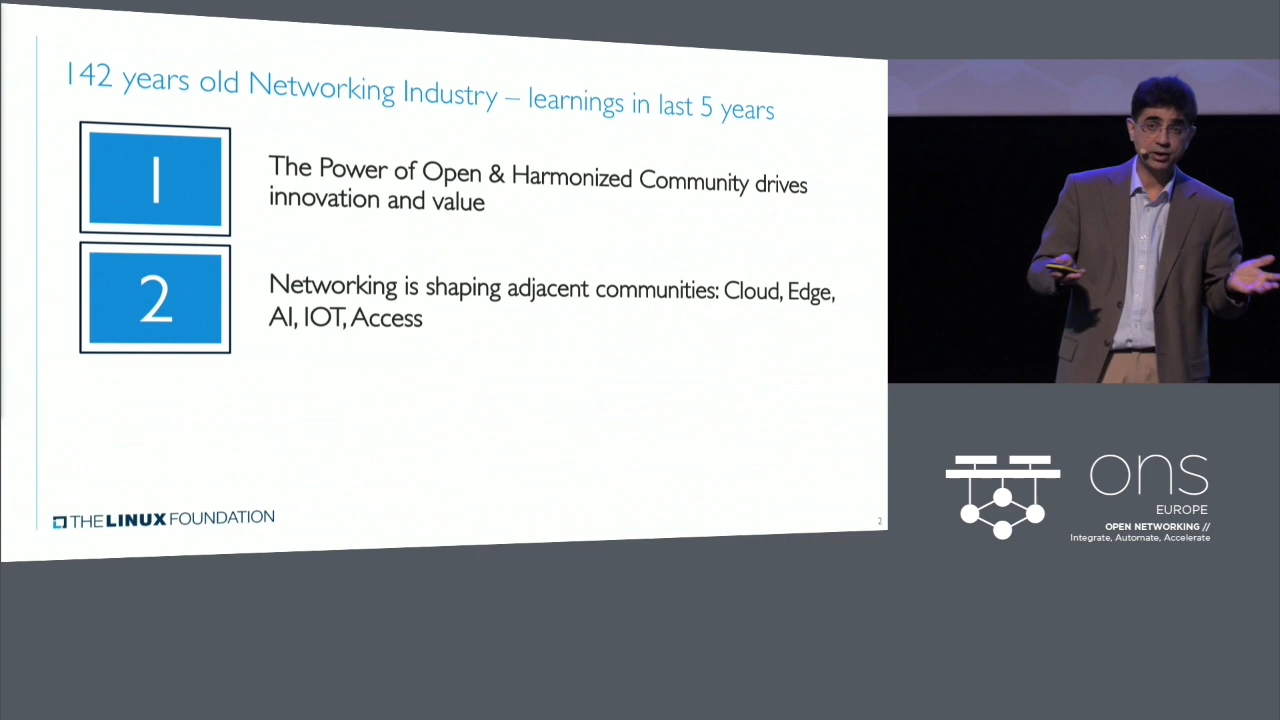 142 years old Networking Industry – learnings in last 5 years
1
The Power of Open & Harmonized Community drives
innovation and value
2
Networking is shaping adjacent communities: Cloud, Edge,
AI, IOT, Access
THE LINUX FOUNDATION
2
ons
EUROPE
OPEN NETWORKING //
Integrate, Automate, Accelerate